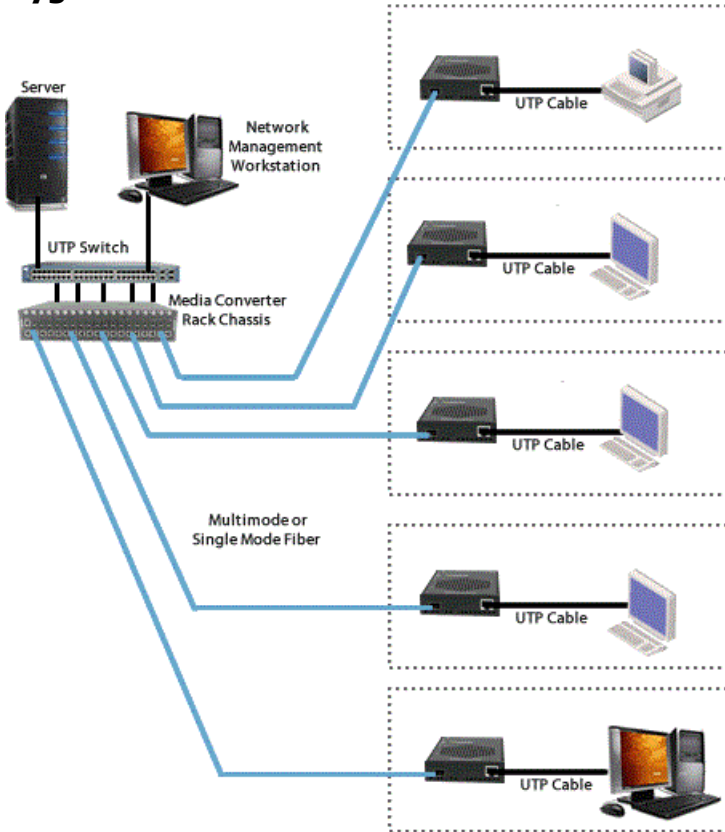 Server
Network
Management
Workstation
UTP Switch
Media Converter
Rack Chassis
Multimode or
Single Mode Fiber
UTP Cable
UTP Cable
UTP Cable
UTP Cable
UTP Cable